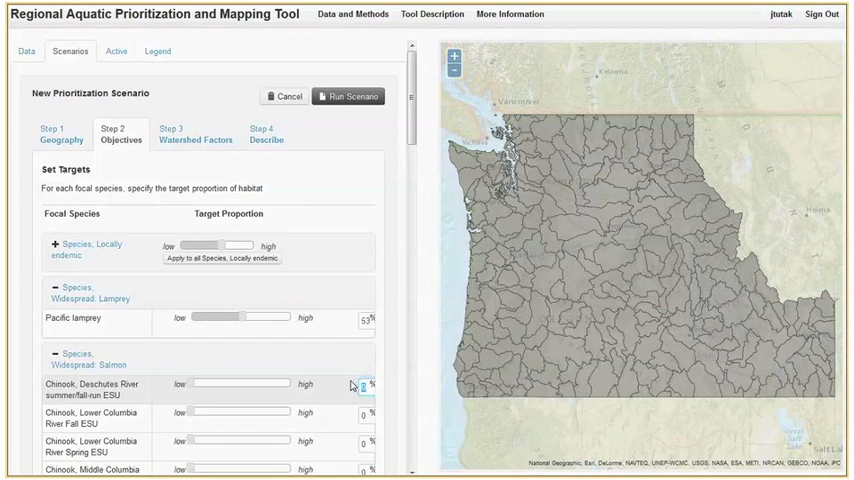 Regional Aquatic Prioritization and Mapping Tool Data and Methods Tool Description More Information jtutak Sign Out
Data Scenarios Active Legend
New Prioritization Scenario Cancel Run Scenario
Step 1 Step 2 Step 3 Step 4
Geography Objectives Watershed Factors Describe
Set Targets
For each focal species, specify the target proportion of habitat
Focal Species Target Proportion
+ Species, Locally
endemic
low high
Apply to all Species, Locally endemic
− Species,
Widespread: Lamprey
Pacific lamprey low high 53%
− Species,
Widespread: Salmon
Chinook, Deschutes River
summer/fall-run ESU
low high %
Chinook, Lower Columbia
River Fall ESU
low high 0 %
Chinook, Lower Columbia
River Spring ESU
low high 0 %
Chinook, Middle Columbia low high 0 %
+
-
Kelowna
Vancouver
Victoria
Helena
Salt Lak
National Geographic, Esri, DeLorme, NAVTEQ, UNEP-WCMC, USGS, NASA, ESA, METI, NRCAN, GEBCO, NOAA, iPC